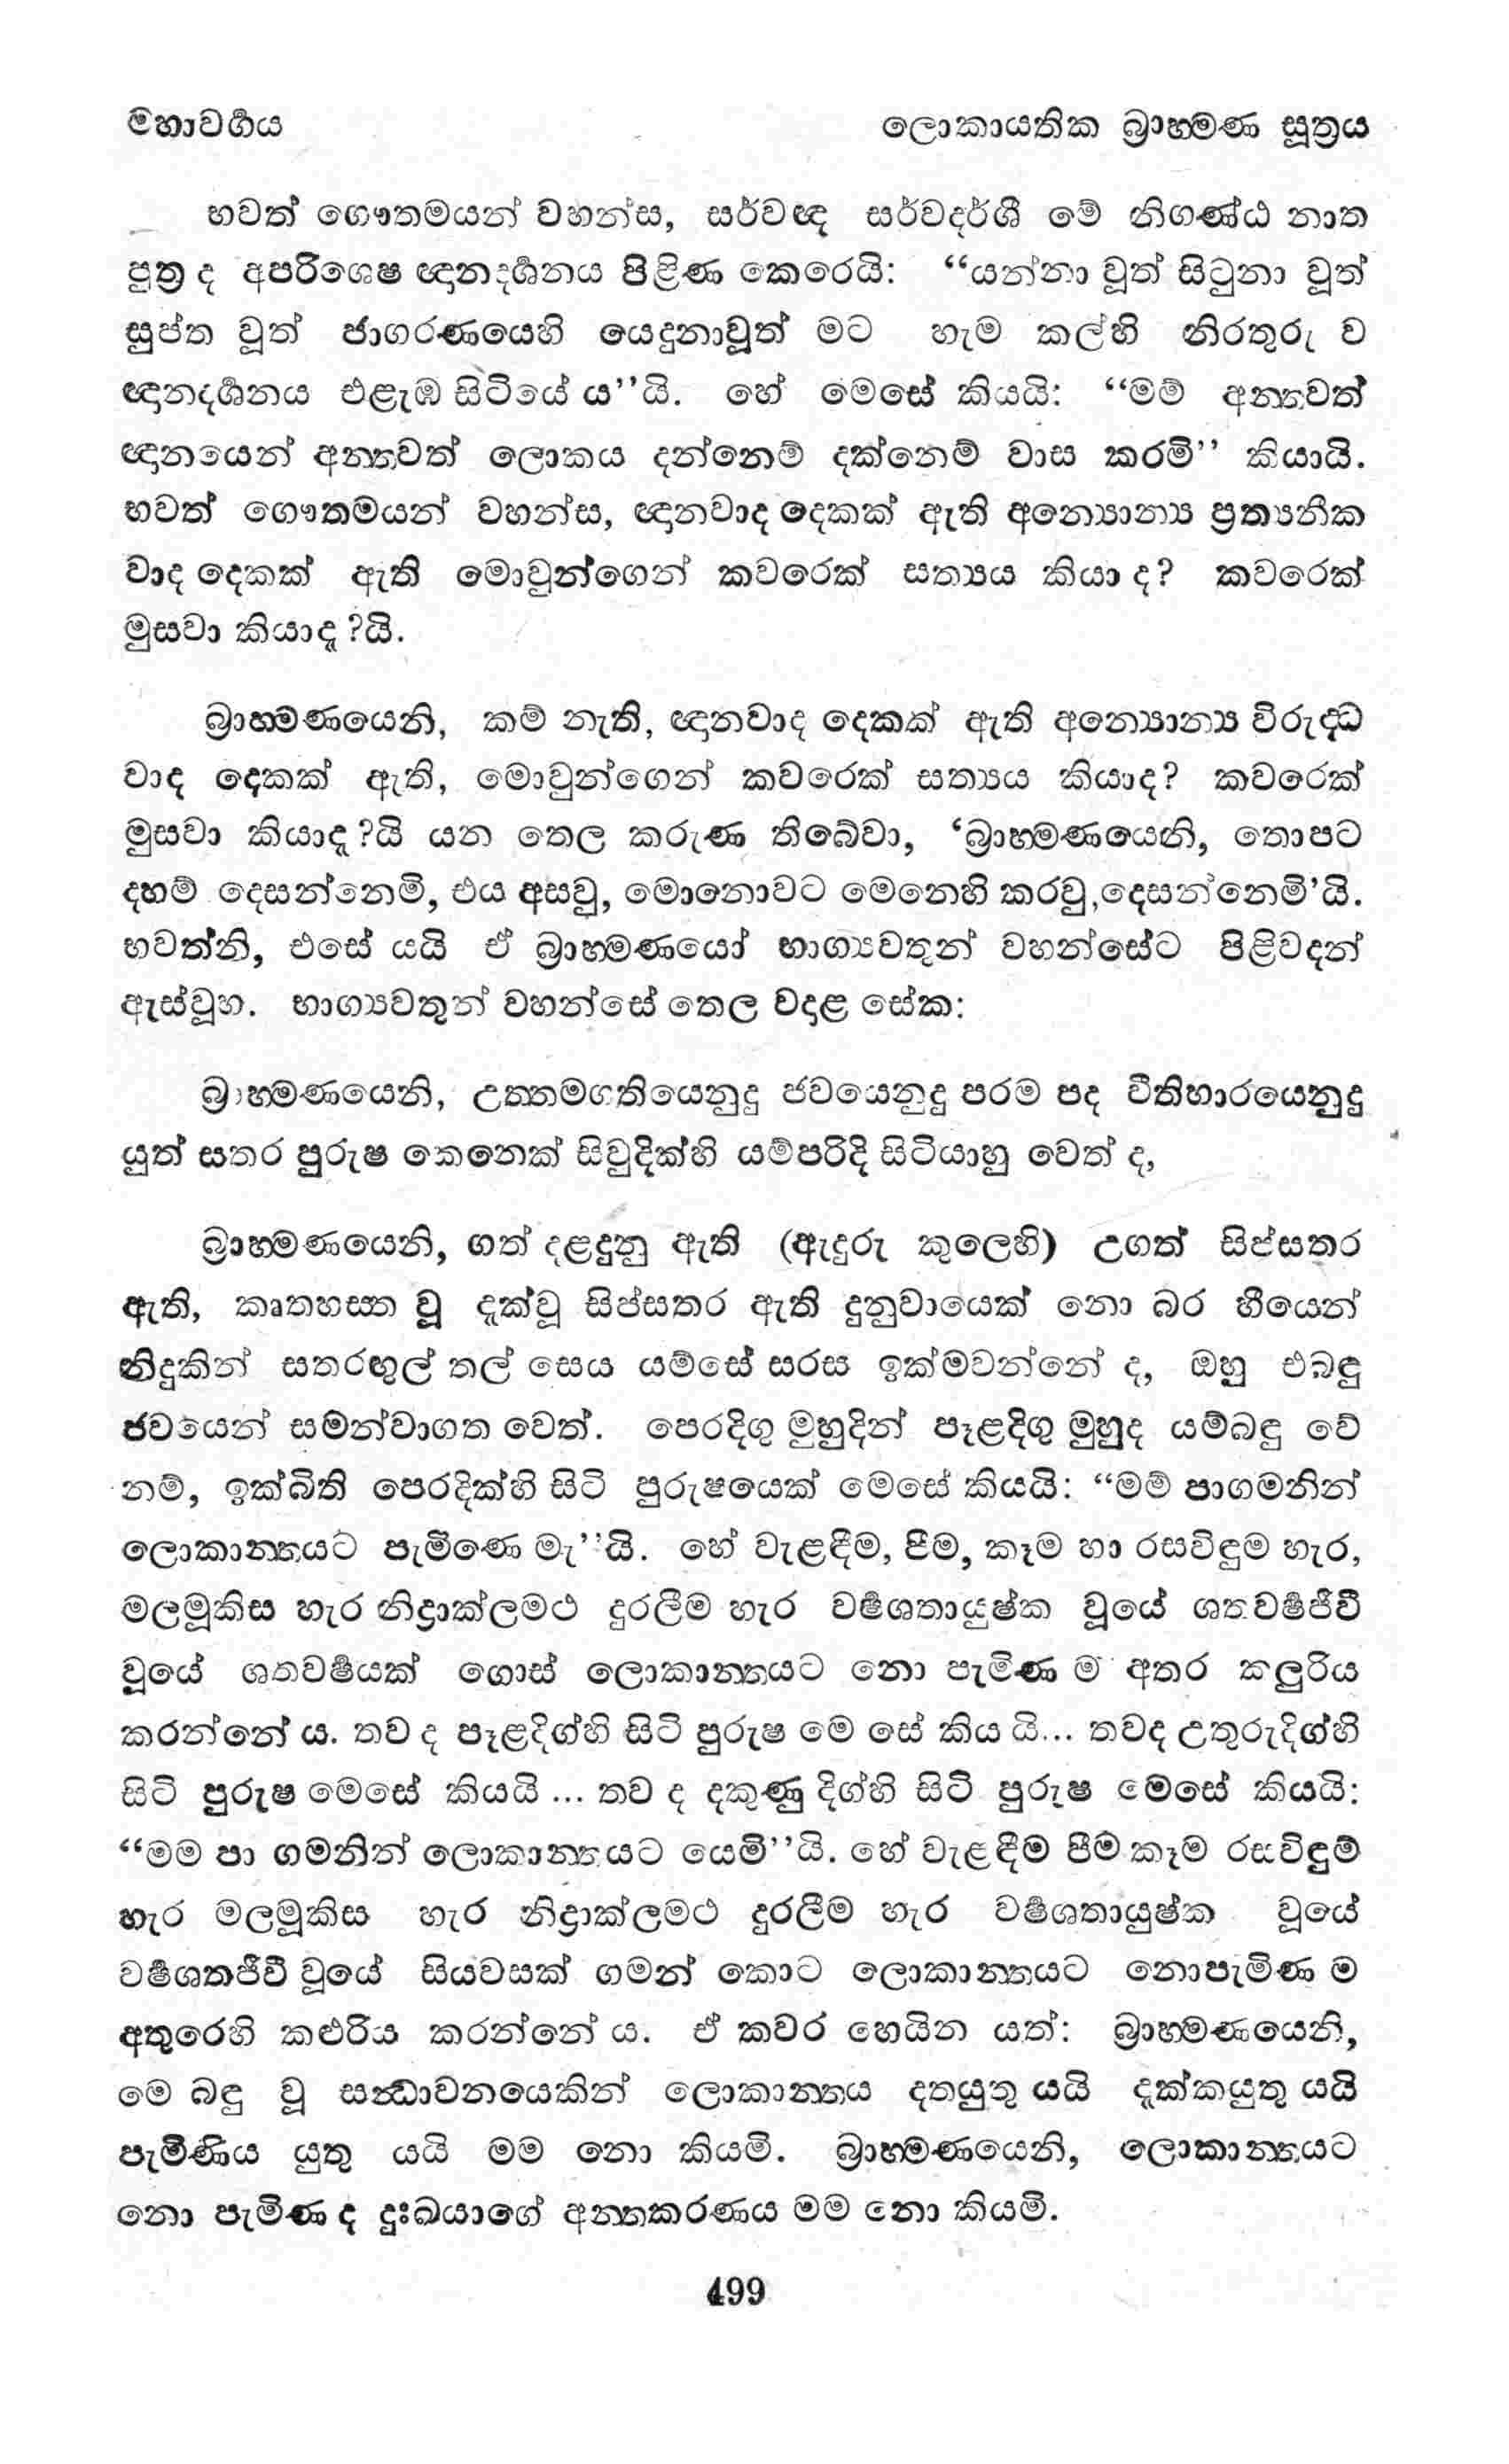 මහාවර්‍ගය ලොකායතික බ්‍රාහ්මණ සූත්‍රය
භවත් ගෞතමයන් වහන්ස, සර්වඥ සර්වදර්ශී මේ නිගණ්ඨ නාත
පුත්‍ර ද අපරිශෙෂ ඥානදර්‍ශනය පිළිණ කෙරෙයි: “යන්නා වූත් සිටුනා වූත්
සුප්ත වූත් ජාගරණයෙහි යෙදුනාවූත් මට හැම කල්හි නිරතුරු ව
ඥානදර්‍ශනය එළැඹ සිටියේ ය”යි. හේ මෙසේ කියයි: “මම් අන්තවත්
ඥානයෙන් අන්තවත් ලොකය දන්නෙම් දක්නෙම් වාස කරමි” කියායි.
භවත් ගෞතමයන් වහන්ස, ඥානවාද දෙකක් ඇති අන්‍යොන්‍ය ප්‍රත්‍යනීක
වාද දෙකක් ඇති මොවුන්ගෙන් කවරෙක් සත්‍යය කියා ද? කවරෙක්
මුසවා කියාදෑ?යි.
බ්‍රාහ්මණයෙනි, කම් නැති, ඥානවාද දෙකක් ඇති අන්‍යොන්‍ය විරුද්ධ
වාද දෙකක් ඇති, මොවුන්ගෙන් කවරෙක් සත්‍යය කියාද? කවරෙක්
මුසවා කියාදෑ?යි යන තෙල කරුණ තිබේවා, ‘බ්‍රාහ්මණයෙනි, තොපට
දහම් දෙසන්නෙමි, එය අසවු, මොනොවට මෙනෙහි කරවු,දෙසන්නෙමි’යි.
භවත්නි, එසේ යයි ඒ බ්‍රාහ්මණයෝ භාග්‍යවතුන් වහන්සේට පිළිවදන්
ඇස්වූහ. භාග්‍යවතුන් වහන්සේ තෙල වදාළ සේක:
බ්‍රාහ්මණයෙනි, උත්තමගතියෙනුදු ජවයෙනුදු පරම පද වීතිහාරයෙනුදු
යුත් සතර පුරුෂ කෙනෙක් සිවුදික්හි යම්පරිදි සිටියාහු වෙත් ද,
බ්‍රාහ්මණයෙනි, ගත් දළදුනු ඇති (ඇදුරු කුලෙහි) උගත් සිප්සතර
ඇති, කෘතහස්ත වූ දැක්වූ සිප්සතර ඇති දුනුවායෙක් නො බර හීයෙන්
නිදුකින් සතරඟුල් තල් සෙය යම්සේ සරස ඉක්මවන්නේ ද, ඔහු එබඳු
ජවයෙන් සමන්වාගත වෙත්. පෙරදිගු මුහුදින් පෑළදිගු මුහුද යම්බඳු වේ
නම්, ඉක්බිති පෙරදික්හි සිටි පුරුෂයෙක් මෙසේ කියයි: “මම් පාගමනින්
ලොකාන්තයට පැමිණෙ මැ”යි. හේ වැළඳීම, පීම, කෑම හා රසවිඳුම හැර,
මලමූකිස හැර නිද්‍රාක්ලමථ දුරලීම හැර වර්‍ෂශතායුෂ්ක වූයේ ශතවර්‍ෂජීවී
වූයේ ශතවර්‍ෂයක් ගොස් ලොකාන්තයට නො පැමිණ ම අතර කලුරිය
කරන්නේ ය. තව ද පෑළදිග්හි සිටි පුරුෂ මෙ සේ කිය යි... තවද උතුරුදිග්හි
සිටි පුරුෂ මෙසේ කියයි ... තව ද දකුණු දිග්හි සිටි පුරුෂ මෙසේ කියයි:
“මම පා ගමනින් ලොකාන්තයට යෙමි”යි. හේ වැළඳීම පීම කෑම රසවිඳුම්
හැර මලමූකිස හැර නිද්‍රාක්ලමථ දුරලීම හැර වර්‍ෂශතායුෂ්ක වූයේ
වර්‍ෂශතජීවී වූයේ සියවසක් ගමන් කොට ලොකාන්තයට නොපැමිණ ම
අතුරෙහි කළුරිය කරන්නේ ය. ඒ කවර හෙයින යත්: බ්‍රාහ්මණයෙනි,
මෙ බඳු වූ සන්ධාවනයෙකින් ලොකාන්තය දතයුතු යයි දැක්කයුතු යයි
පැමිණිය යුතු යයි මම නො කියමි. බ්‍රාහ්මණයෙනි, ලොකාන්තයට
නො පැමිණ ද දුඃඛයාගේ අන්තකරණය මම නො කියමි.
499